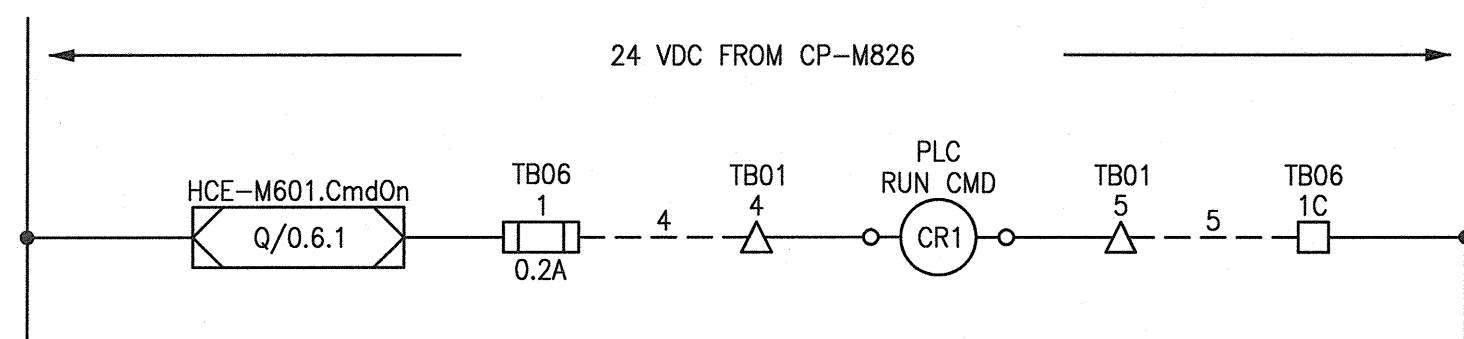 24 VDC FROM CP-M826
HCE-M601.CmdOn
Q/0.6.1
TB06
1
0.2A
4
TB01
4
PLC
RUN CMD
CR1
TB01
5
5
TB06
1C